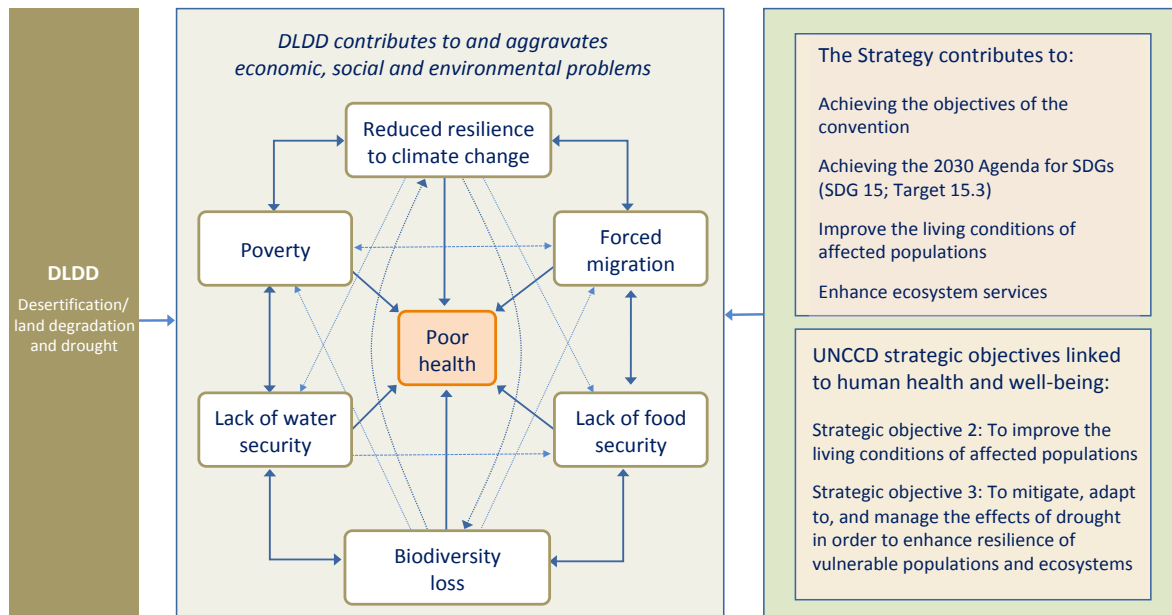 DLDD
Desertification/
land degradation
and drought
DLDD contributes to and aggravates
economic, social and environmental problems
Reduced resilience
to climate change
Poverty
Forced
migration
Poor
health
Lack of water
security
Lack of food
security
Biodiversity
loss
The Strategy contributes to:
Achieving the objectives of the
convention
Achieving the 2030 Agenda for SDGs
(SDG 15; Target 15.3)
Improve the living conditions of
affected populations
Enhance ecosystem services
UNCCD strategic objectives linked
to human health and well-being:
Strategic objective 2: To improve the
living conditions of affected populations
Strategic objective 3: To mitigate, adapt
to, and manage the effects of drought
in order to enhance resilience of
vulnerable populations and ecosystems